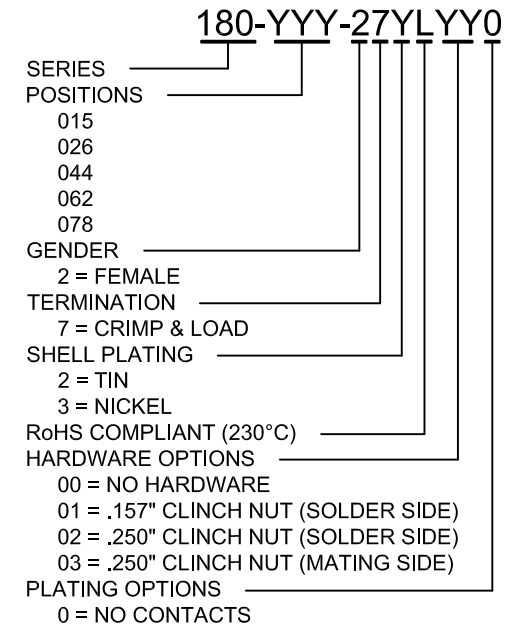 180-YYY-27YLYY0
SERIES
POSITIONS
015
026
044
062
078
GENDER
2 = FEMALE
TERMINATION
7 = CRIMP & LOAD
SHELL PLATING
2 = TIN
3 = NICKEL
RoHS COMPLIANT (230°C)
HARDWARE OPTIONS
00 = NO HARDWARE
01 = .157" CLINCH NUT (SOLDER SIDE)
02 = .250" CLINCH NUT (SOLDER SIDE)
03 = .250" CLINCH NUT (MATING SIDE)
PLATING OPTIONS
0 = NO CONTACTS